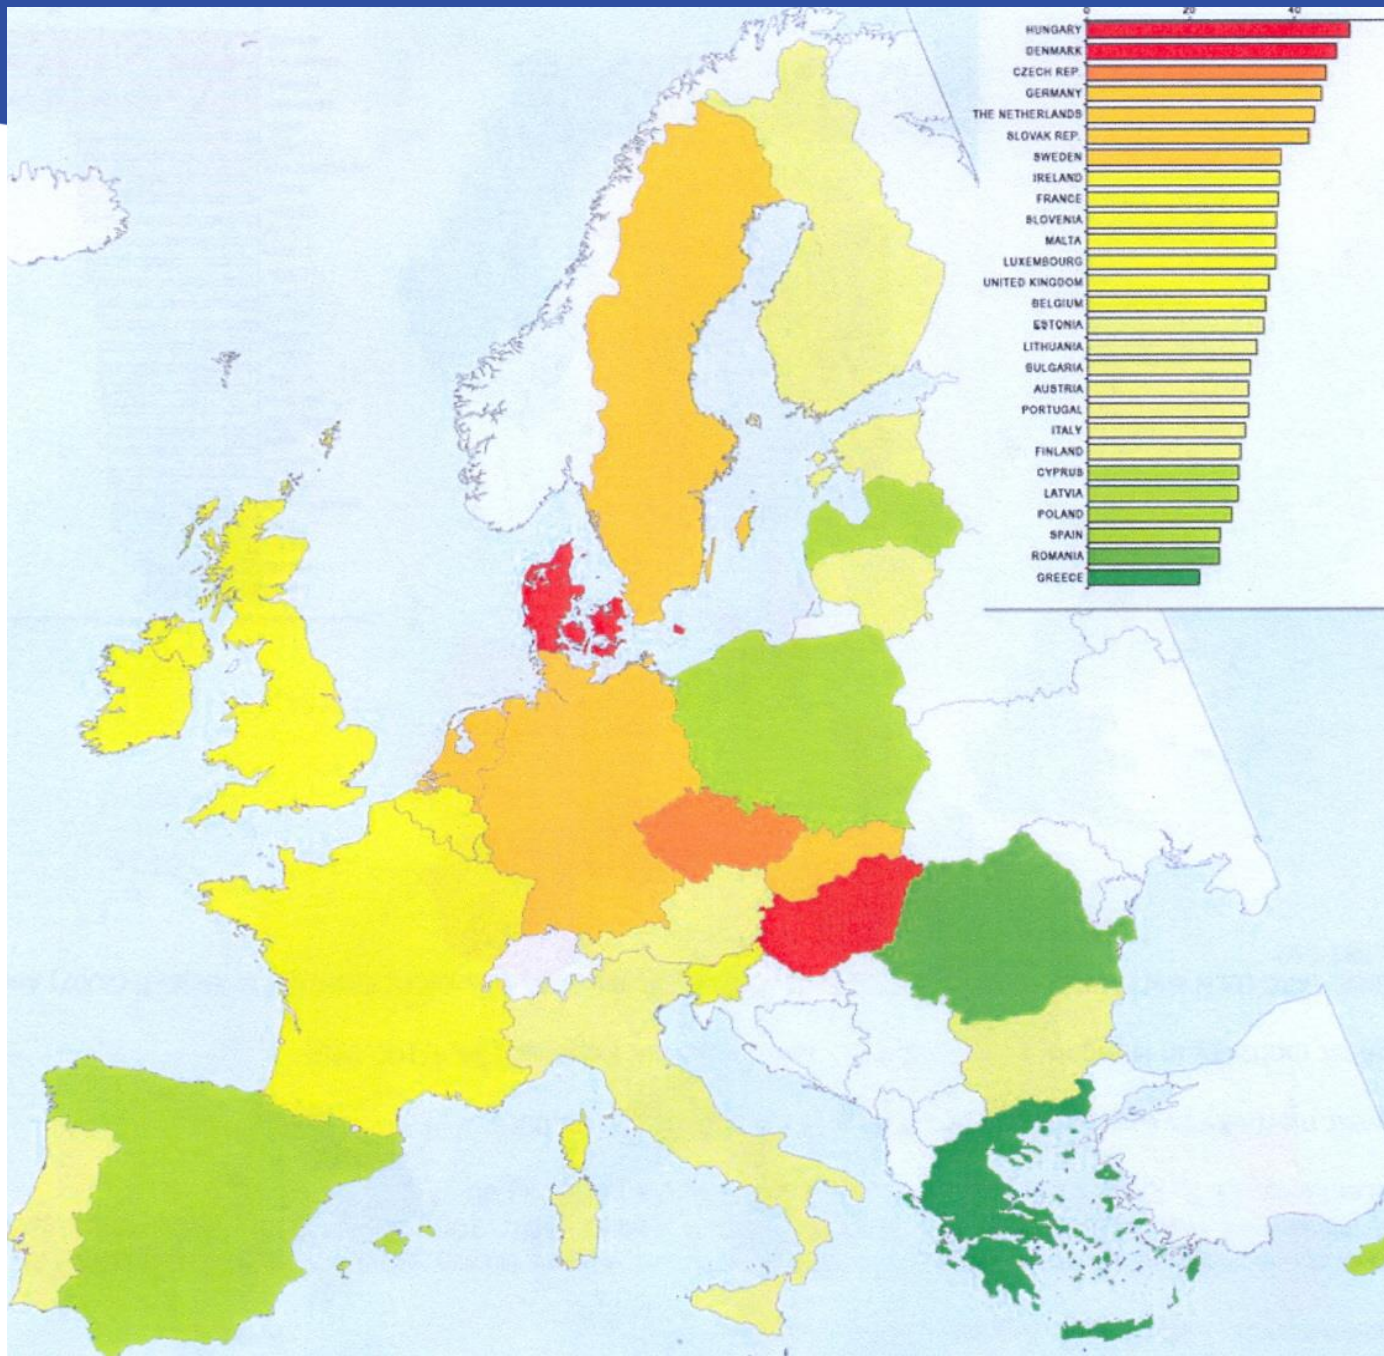 0 20 40
HUNGARY
DENMARK
CZECH REP.
GERMANY
THE NETHERLANDS
SLOVAK REP.
SWEDEN
IRELAND
FRANCE
SLOVENIA
MALTA
LUXEMBOURG
UNITED KINGDOM
BELGIUM
ESTONIA
LITHUANIA
BULGARIA
AUSTRIA
PORTUGAL
ITALY
FINLAND
CYPRUS
LATVIA
POLAND
SPAIN
ROMANIA
GREECE